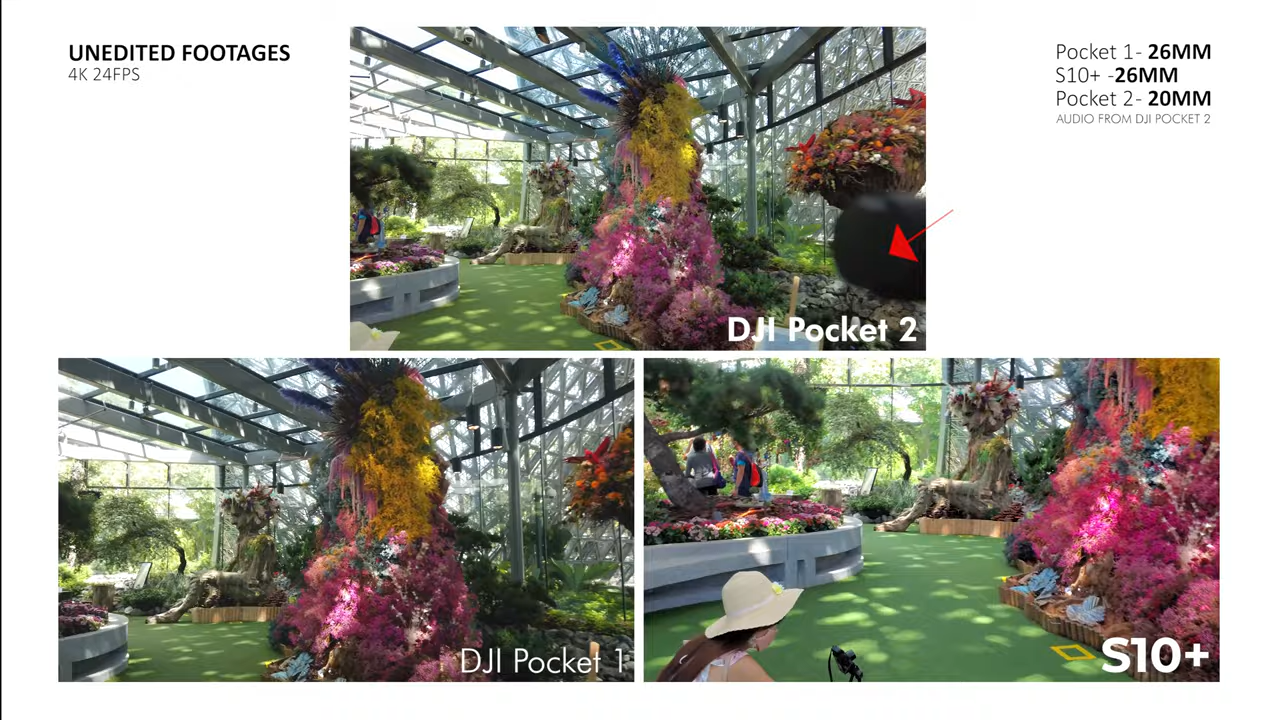 UNEDITED FOOTAGES
4K 24FPS
Pocket 1- 26MM
S10+ -26MM
Pocket 2- 20MM
AUDIO FROM DJI POCKET 2
DJI Pocket 2
DJI Pocket 1
S10+